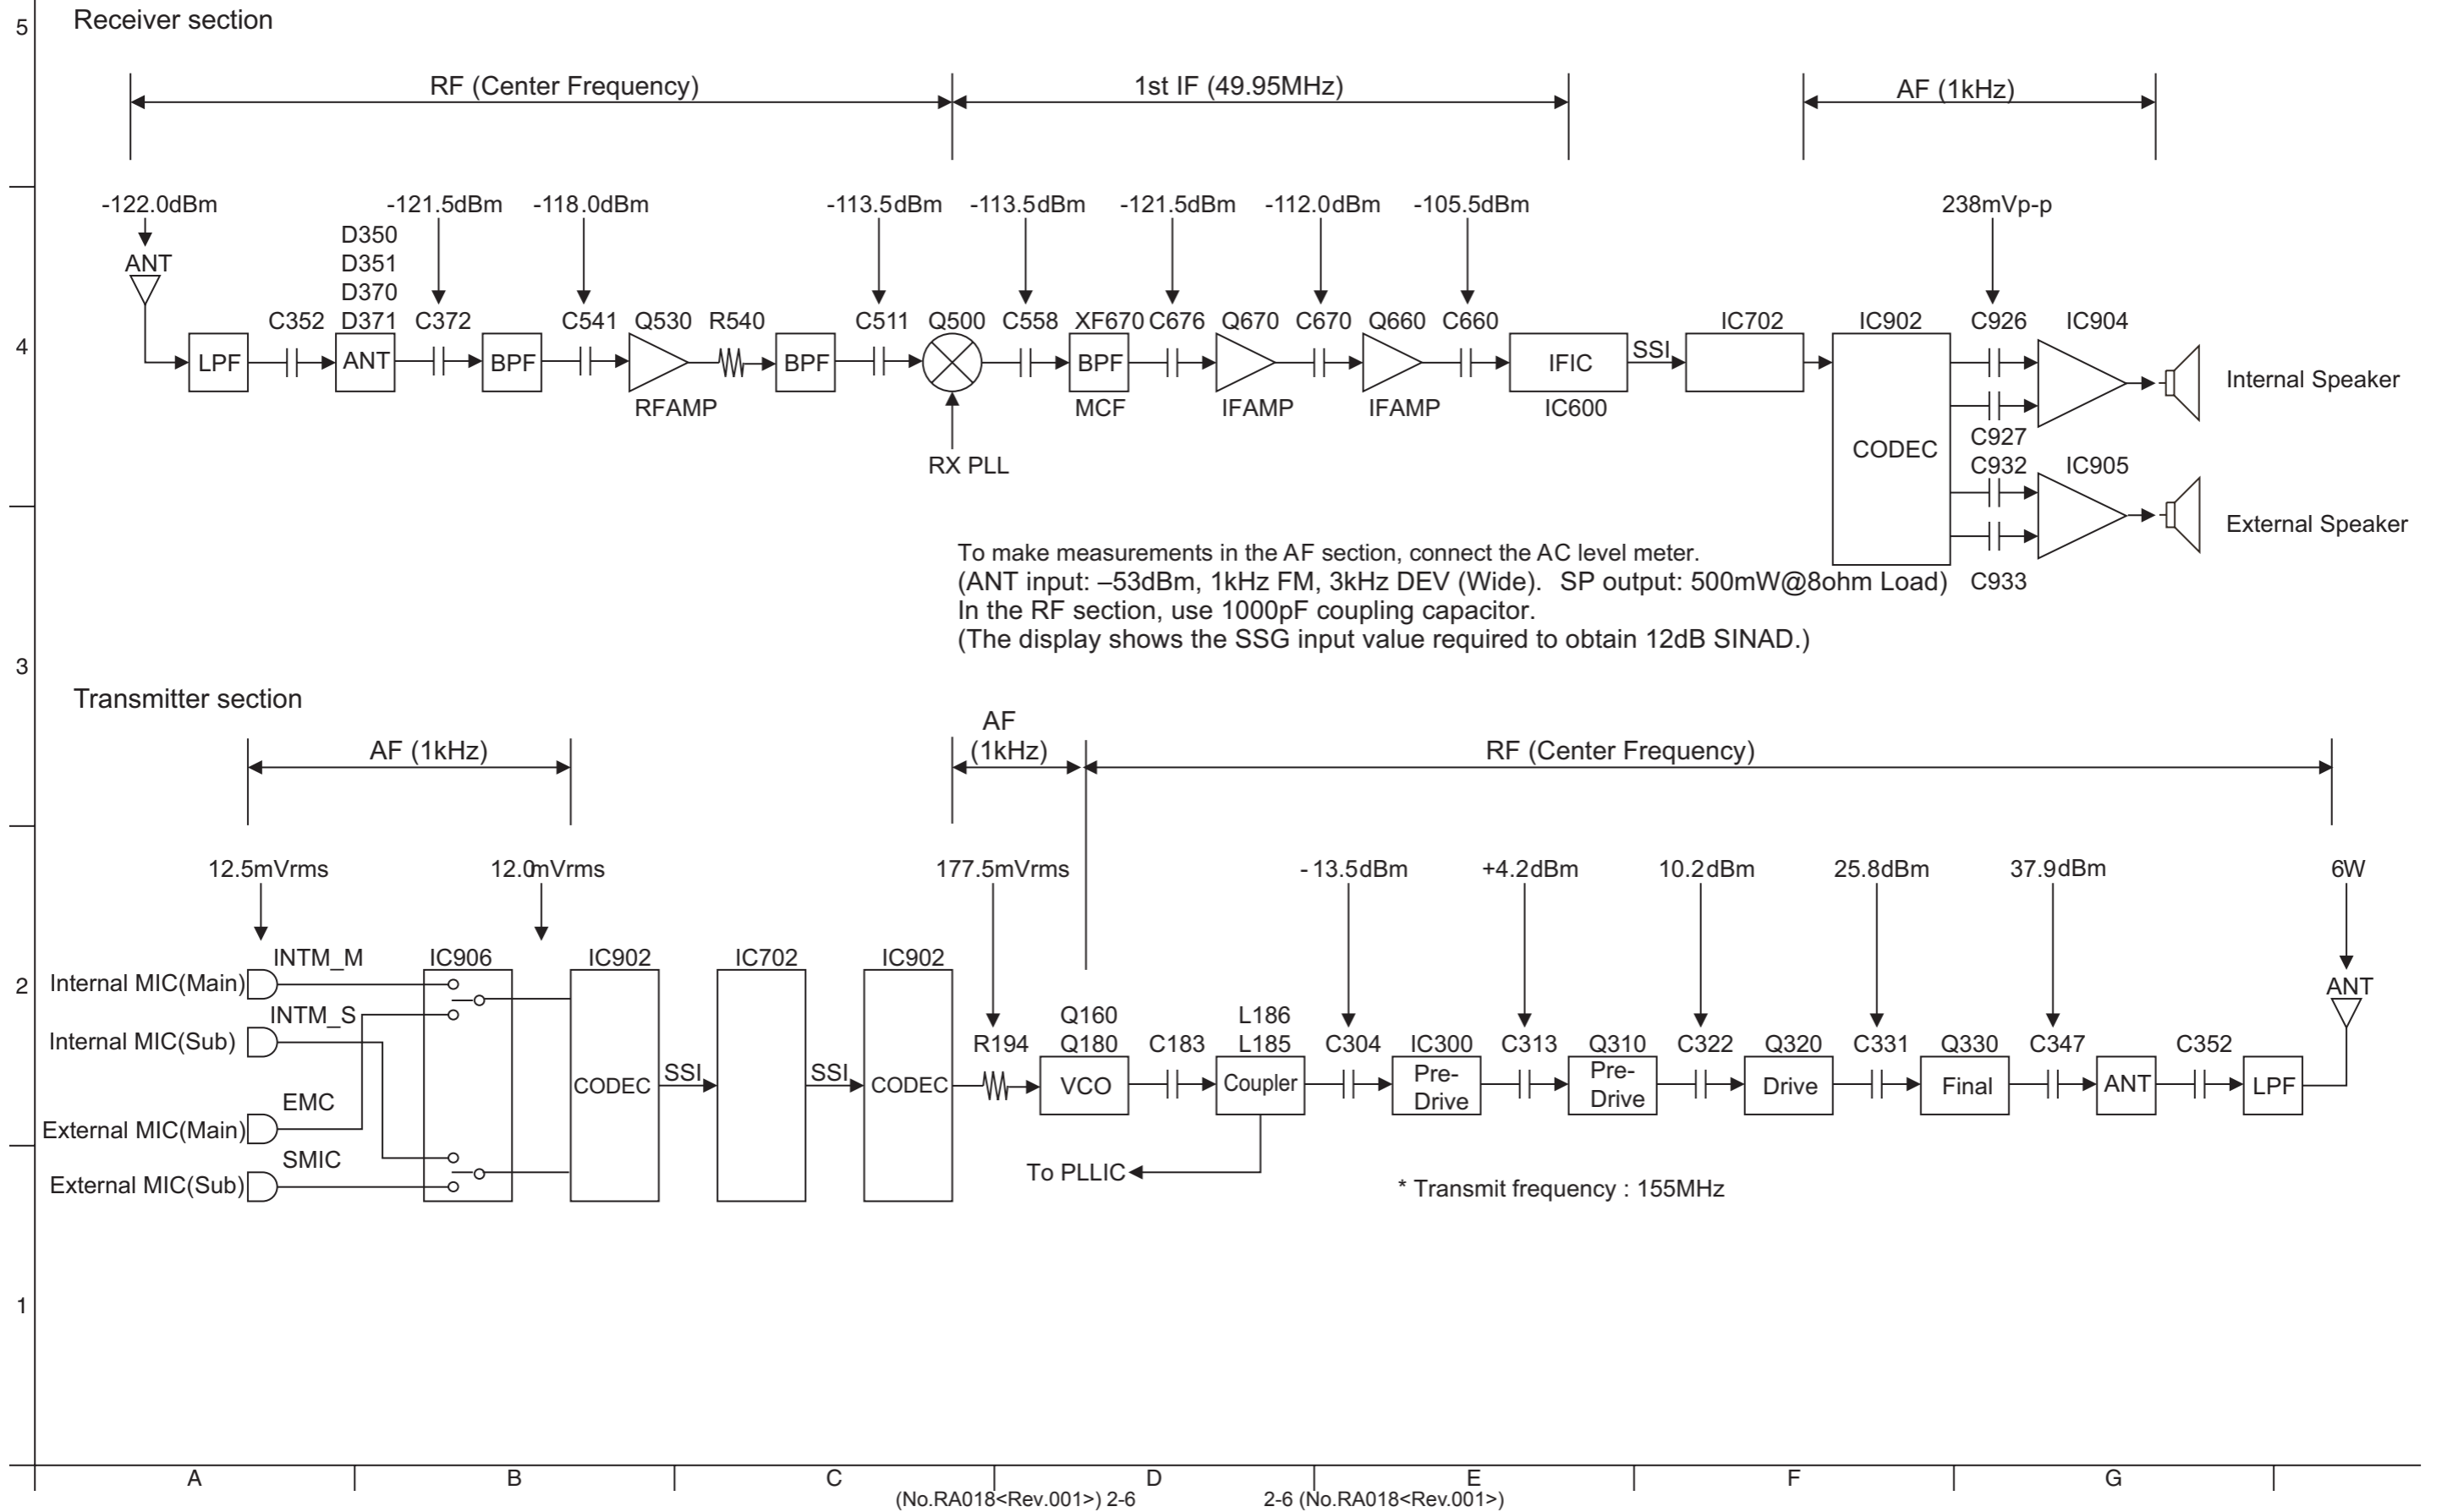 5
Receiver section
RF (Center Frequency)
1st IF (49.95MHz)
AF (1kHz)
-122.0dBm
-121.5dBm
-118.0dBm
-113.5dBm
-113.5dBm
-121.5dBm
-112.0dBm
-105.5dBm
238mVp-p
ANT
D350
D351
D370
D371
C352
C372
C541
Q530
R540
C511
Q500
C558
XF670
C676
Q670
C670
Q660
C660
IC702
IC902
C926
IC904
4
LPF
ANT
BPF
BPF
BPF
IFIC
SSI
Internal Speaker
RFAMP
MCF
IFAMP
IFAMP
IC600
RX PLL
CODEC
C927
C932
IC905
External Speaker
C933
To make measurements in the AF section, connect the AC level meter.
(ANT input: –53dBm, 1kHz FM, 3kHz DEV (Wide). SP output: 500mW@8ohm Load)
In the RF section, use 1000pF coupling capacitor.
(The display shows the SSG input value required to obtain 12dB SINAD.)
3
Transmitter section
AF (1kHz)
AF
(1kHz)
RF (Center Frequency)
12.5mVrms
12.0mVrms
177.5mVrms
- 13.5dBm
+4.2dBm
10.2dBm
25.8dBm
37.9dBm
6W
INTM_M
IC906
IC902
IC702
IC902
2
Internal MIC(Main)
INTM_S
Internal MIC(Sub)
EMC
External MIC(Main)
SMIC
External MIC(Sub)
CODEC
SSI
SSI
CODEC
R194
Q160
Q180
VCO
C183
L186
L185
Coupler
C304
IC300
Pre-
Drive
C313
Q310
Pre-
Drive
C322
Q320
Drive
C331
Q330
Final
C347
ANT
C352
LPF
ANT
To PLLIC
* Transmit frequency : 155MHz
1
A
B
C
D
E
F
G
(No.RA018<Rev.001>) 2-6
2-6 (No.RA018<Rev.001>)